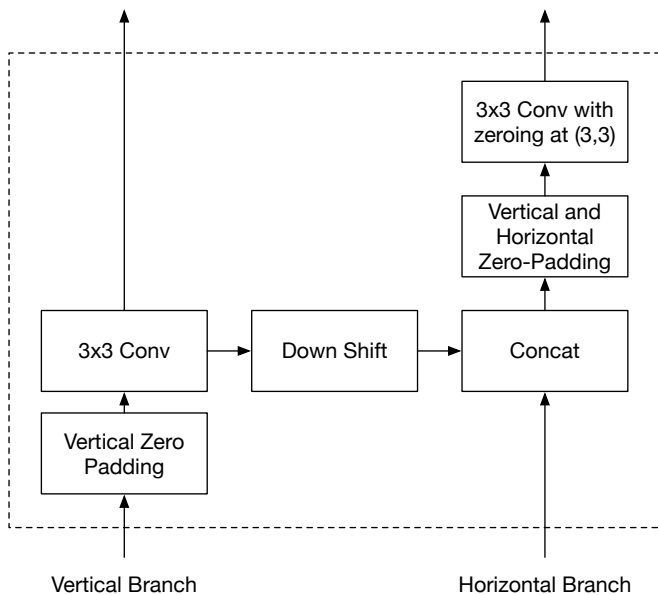 3x3 Conv with
zeroing at (3,3)
Vertical and
Horizontal
Zero-Padding
3x3 Conv
Down Shift
Concat
Vertical Zero
Padding
Vertical Branch
Horizontal Branch